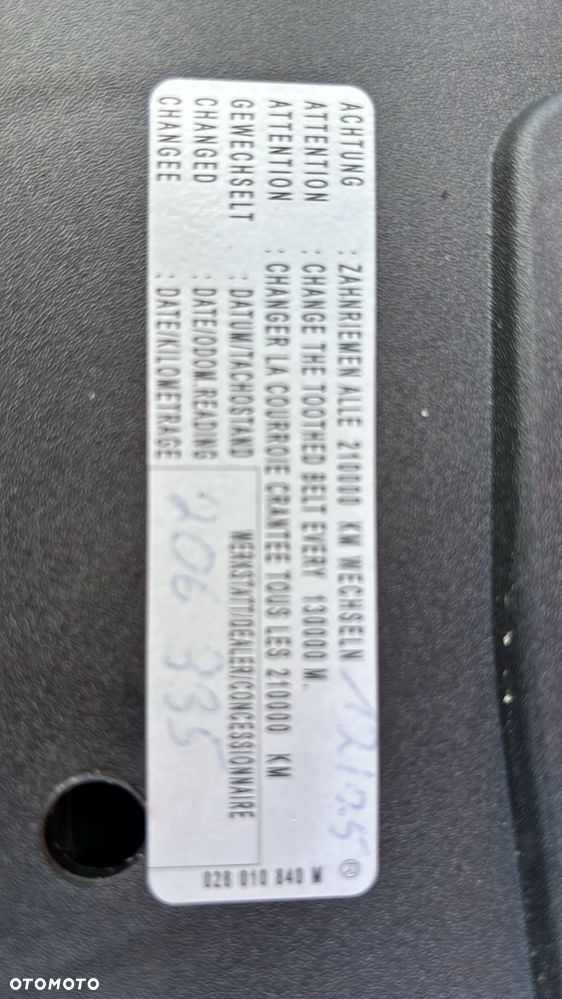 ACHTUNG : ZAHNRIEMEN ALLE 210000 KM WECHSELN
ATTENTION : CHANGE THE TOOTHED BELT EVERY 130000 M.
ATTENTION : CHANGER LA COURROIE CRANTEE TOUS LES 210000 KM
GEWECHSELT : DATUM/TACHOSTAND WERKSTATT/DEALER/CONCESSIONNAIRE
CHANGED : DATE/ODOM.READING
CHANGEE : DATE/KILOMETRAGE
206 335
®
028 010 840 M
OTOMOTO